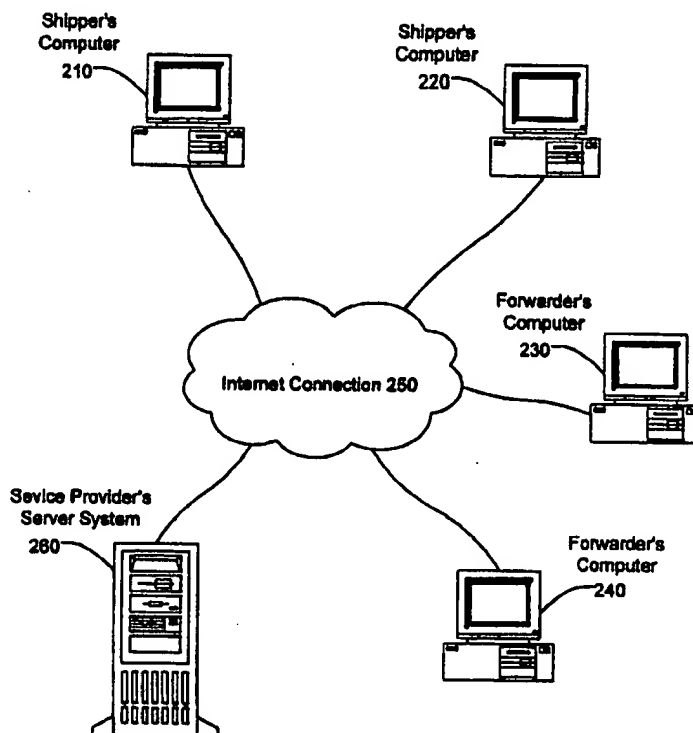 Shipper's
Computer
210
Shipper's
Computer
220
Forwarder's
Computer
230
Internet Connection 250
Sevice Provider's
Server System
260
Forwarder's
Computer
240